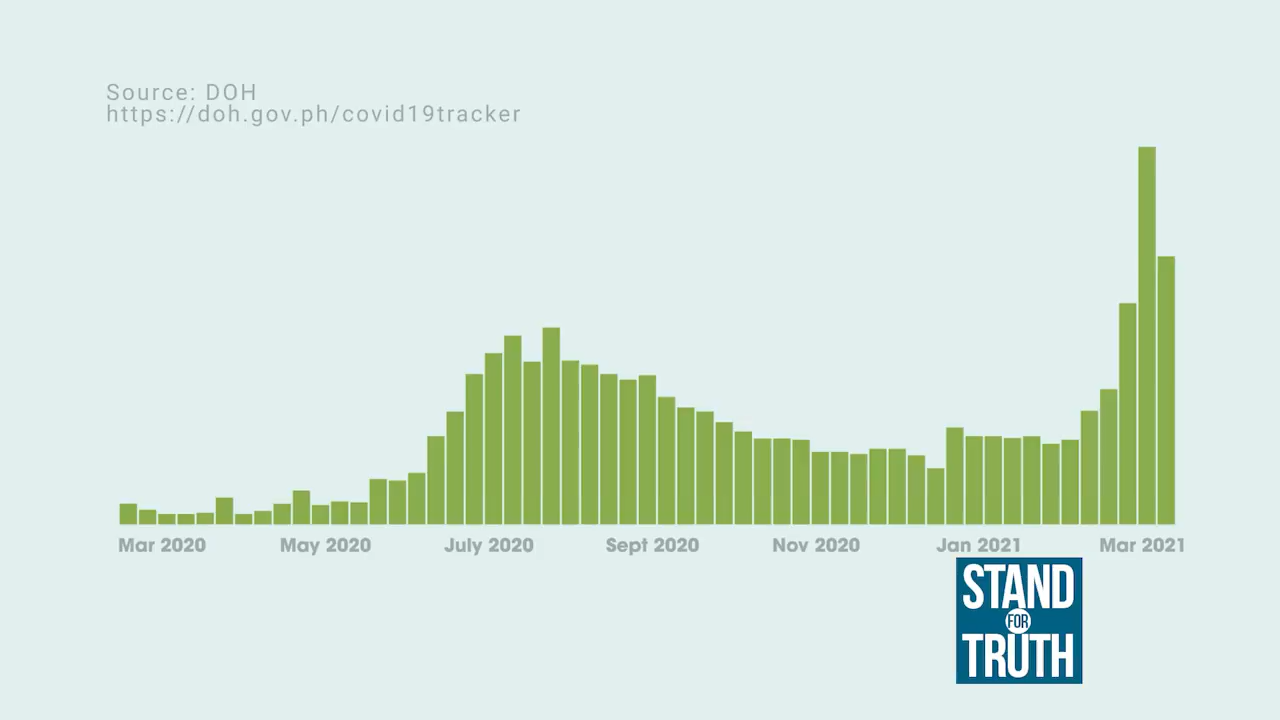 Source: DOH
https://doh.gov.ph/covid19tracker
Mar 2020 May 2020 July 2020 Sept 2020 Nov 2020 Jan 2021 Mar 2021
STAND
FOR
TRUTH